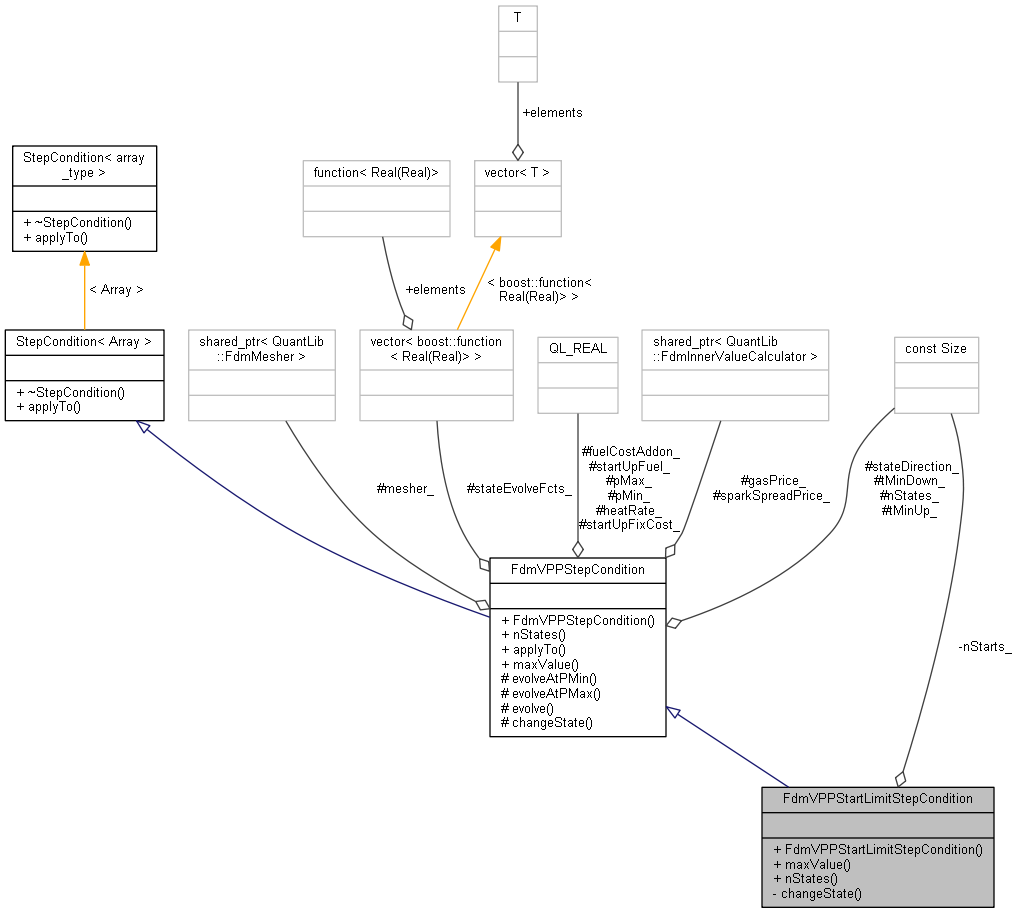 T
+elements
StepCondition< array
_type >
+ ~StepCondition()
+ applyTo()
function< Real(Real)>
vector< T >
< Array >
+elements
< boost::function<
Real(Real)> >
StepCondition< Array >
+ ~StepCondition()
+ applyTo()
shared_ptr< QuantLib
::FdmMesher >
vector< boost::function
< Real(Real)> >
QL_REAL
shared_ptr< QuantLib
::FdmInnerValueCalculator >
const Size
#mesher_
#stateEvolveFcts_
#fuelCostAddon_
#startUpFuel_
#pMax_
#pMin_
#heatRate_
#startUpFixCost_
#gasPrice_
#sparkSpreadPrice_
#stateDirection_
#tMinDown_
#nStates_
#tMinUp_
FdmVPPStepCondition
+ FdmVPPStepCondition()
+ nStates()
+ applyTo()
+ maxValue()
# evolveAtPMin()
# evolveAtPMax()
# evolve()
# changeState()
-nStarts_
FdmVPPStartLimitStepCondition
+ FdmVPPStartLimitStepCondition()
+ maxValue()
+ nStates()
- changeState()